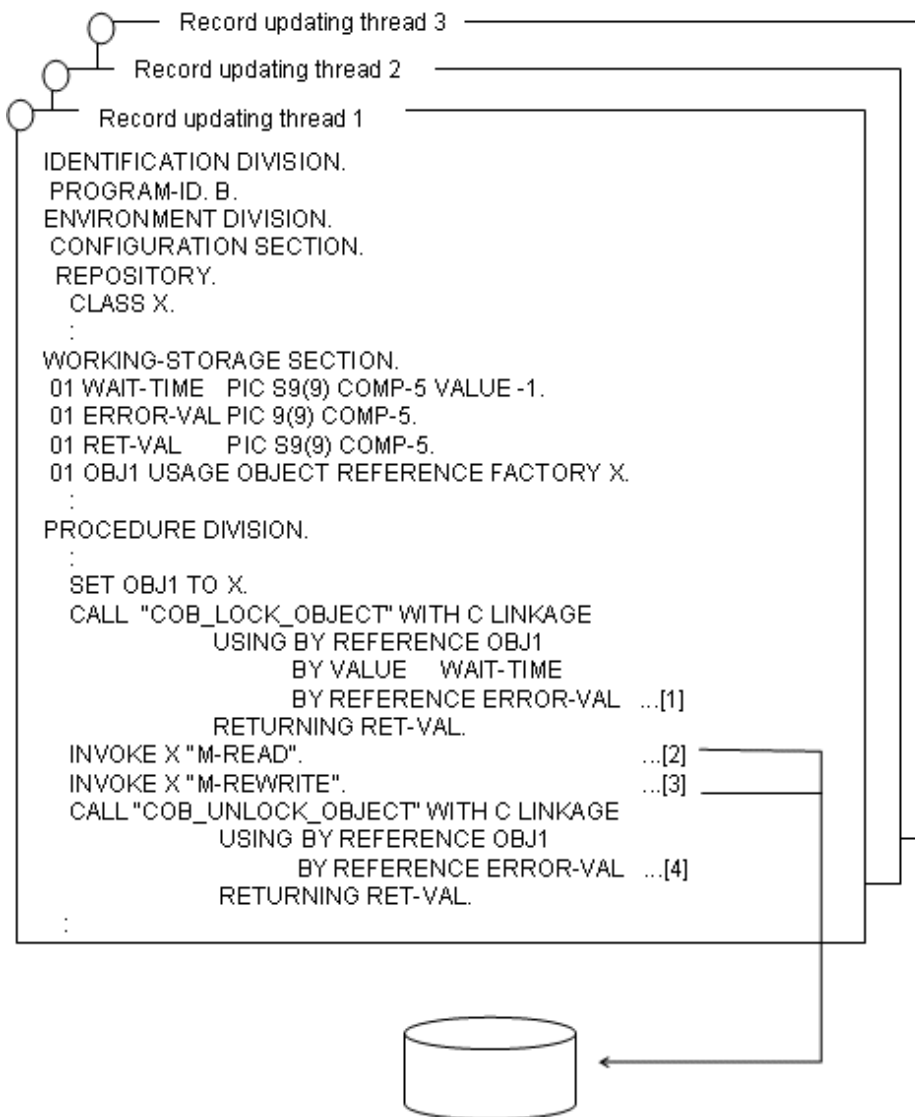 Record updating thread 3
Record updating thread 2
Record updating thread 1
IDENTIFICATION DIVISION.
PROGRAM-ID. B.
ENVIRONMENT DIVISION.
CONFIGURATION SECTION.
REPOSITORY.
CLASS X.
:
WORKING-STORAGE SECTION.
01 WAIT-TIME PIC S9(9) COMP-5 VALUE -1.
01 ERROR-VAL PIC 9(9) COMP-5.
01 RET-VAL PIC S9(9) COMP-5.
01 OBJ1 USAGE OBJECT REFERENCE FACTORY X.
:
PROCEDURE DIVISION.
:
SET OBJ1 TO X.
CALL "COB_LOCK_OBJECT" WITH C LINKAGE
USING BY REFERENCE OBJ1
BY VALUE WAIT-TIME
BY REFERENCE ERROR-VAL ...[1]
RETURNING RET-VAL.
INVOKE X "M-READ". ...[2]
INVOKE X "M-REWRITE". ...[3]
CALL "COB_UNLOCK_OBJECT" WITH C LINKAGE
USING BY REFERENCE OBJ1
BY REFERENCE ERROR-VAL ...[4]
RETURNING RET-VAL.
: